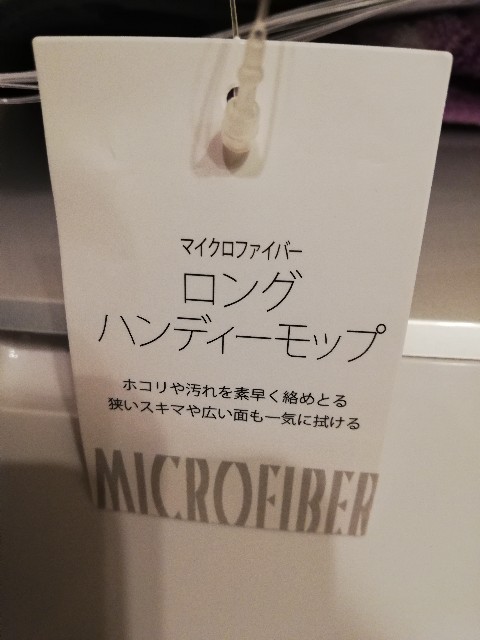 マイクロファイバー
ロング
ハンディーモップ
ホコリや汚れを素早く絡めとる
狭いスキマや広い面も一気に拭ける
MICROFIBER